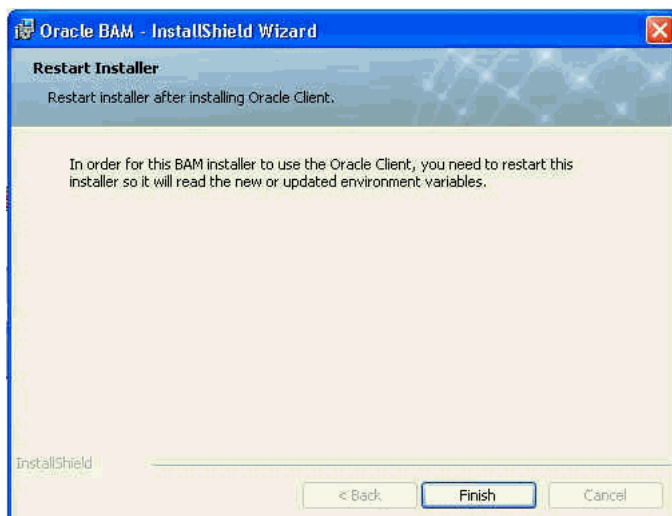 Oracle BAM - InstallShield Wizard
Restart Installer
Restart installer after installing Oracle Client.
In order for this BAM installer to use the Oracle Client, you need to restart this
installer so it will read the new or updated environment variables.
InstallShield
< Back
Finish
Cancel